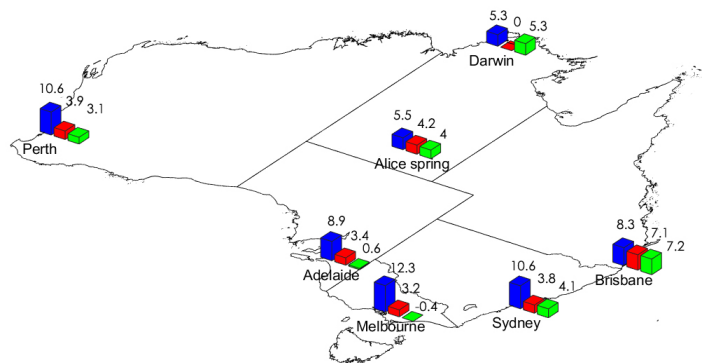 5.3 0 5.3
Darwin
10.6 3.9 3.1
Perth
5.5 4.2 4
Alice spring
8.9 3.4 0.6
Adelaide
12.3 3.2 -0.4
Melbourne
10.6 3.8 4.1
Sydney
8.3 7.1 7.2
Brisbane